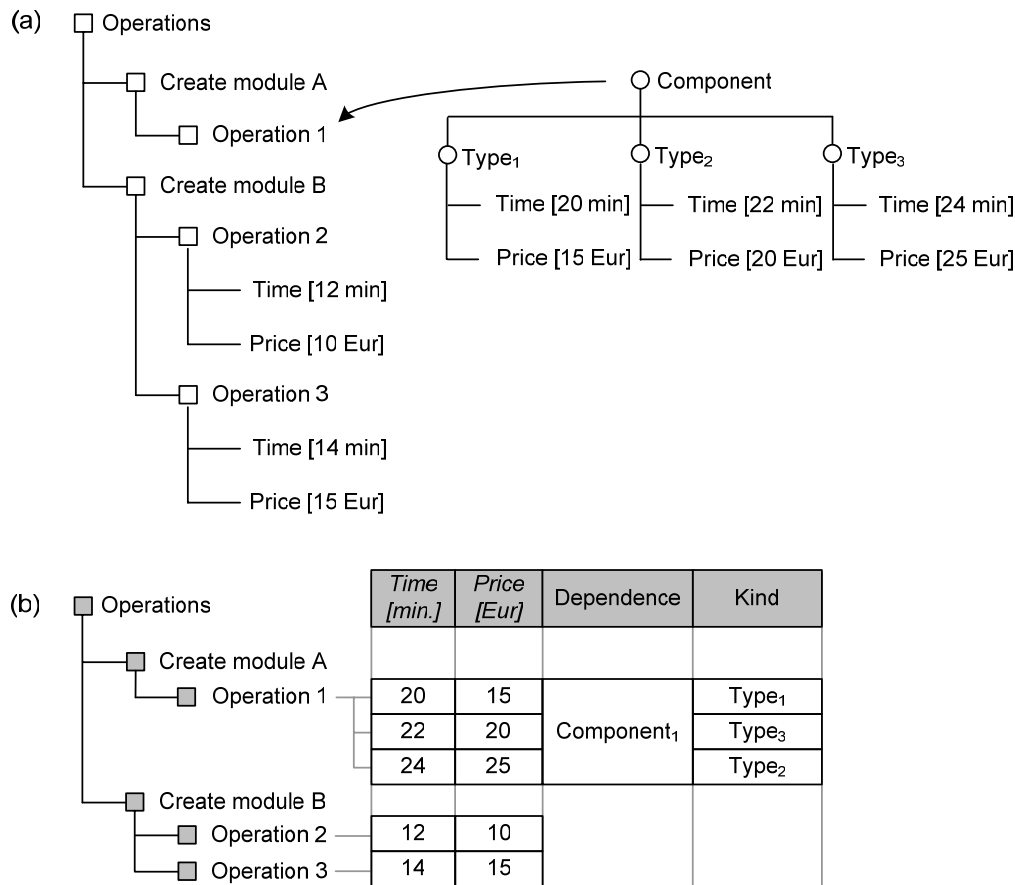 (a) Operations
Create module A
Component
Operation 1
Type₁ Type₂ Type₃
Create module B
Time [20 min] Time [22 min] Time [24 min]
Operation 2
Price [15 Eur] Price [20 Eur] Price [25 Eur]
Time [12 min]
Price [10 Eur]
Operation 3
Time [14 min]
Price [15 Eur]
(b) Operations
Time [min.] Price [Eur] Dependence Kind
Create module A
Operation 1 20 15 Component₁ Type₁
22 20 Type₃
24 25 Type₂
Create module B
Operation 2 12 10
Operation 3 14 15